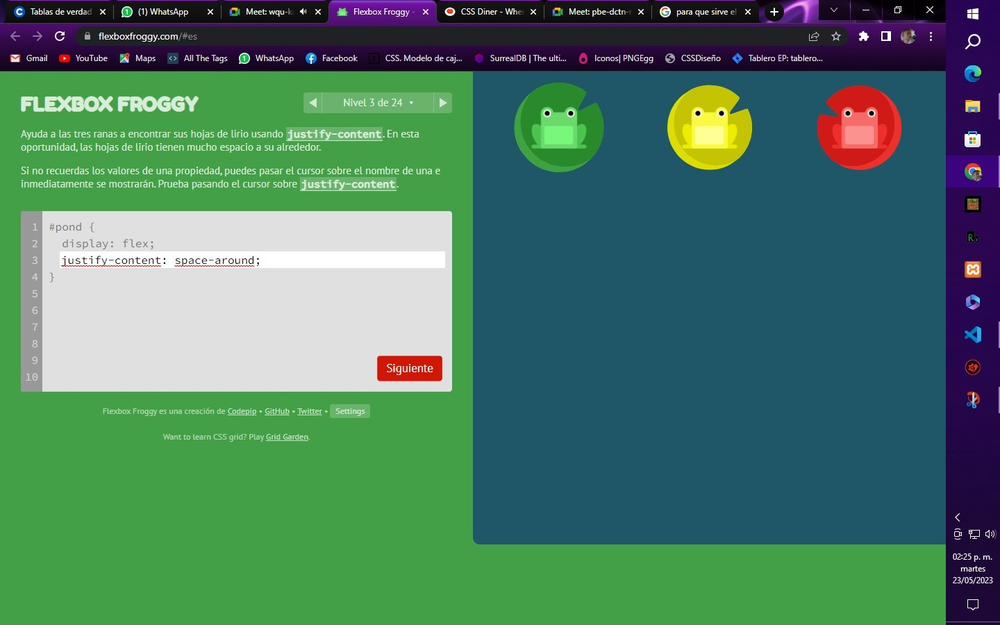 Tablas de verdad
(1) WhatsApp
Meet: wqu-k
Flexbox Froggy -
CSS Diner - Whe
Meet: pbe-dctn-
para que sirve el
flexboxfroggy.com/#es
Gmail
YouTube
Maps
All The Tags
WhatsApp
Facebook
CSS. Modelo de caj...
SurrealDB | The ulti...
Iconos| PNGEgg
CSSDiseño
Tablero EP: tablero...
FLEXBOX FROGGY
Nivel 3 de 24
Ayuda a las tres ranas a encontrar sus hojas de lirio usando justify-content. En esta
oportunidad, las hojas de lirio tienen mucho espacio a su alrededor.
Si no recuerdas los valores de una propiedad, puedes pasar el cursor sobre el nombre de una e
inmediatamente se mostrarán. Prueba pasando el cursor sobre justify-content.
1 #pond {
2 display: flex;
3 justify-content: space-around;
4 }
5
6
7
8
9
10
Siguiente
Flexbox Froggy es una creación de Codepip • GitHub • Twitter • Settings
Want to learn CSS grid? Play Grid Garden.
02:25 p. m.
martes
23/05/2023